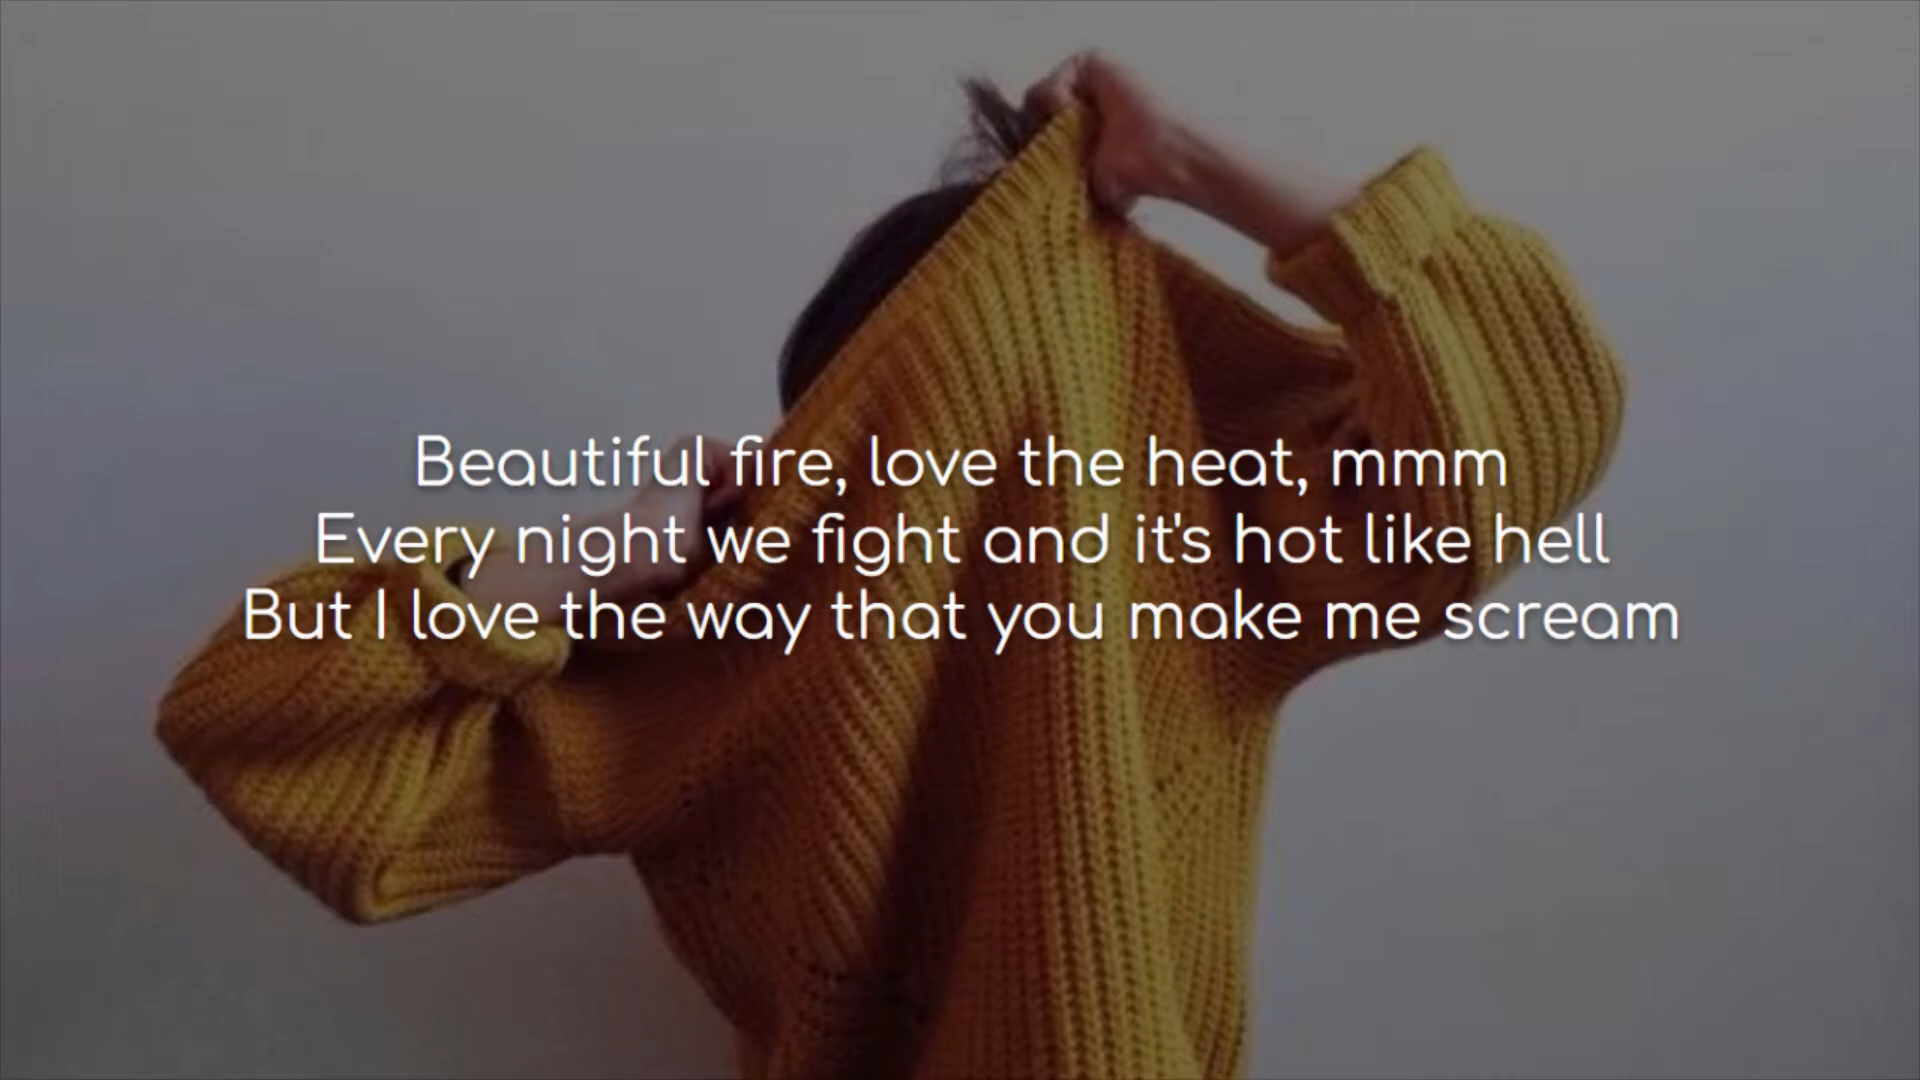 Beautiful fire, love the heat, mmm
Every night we fight and it's hot like hell
But I love the way that you make me scream